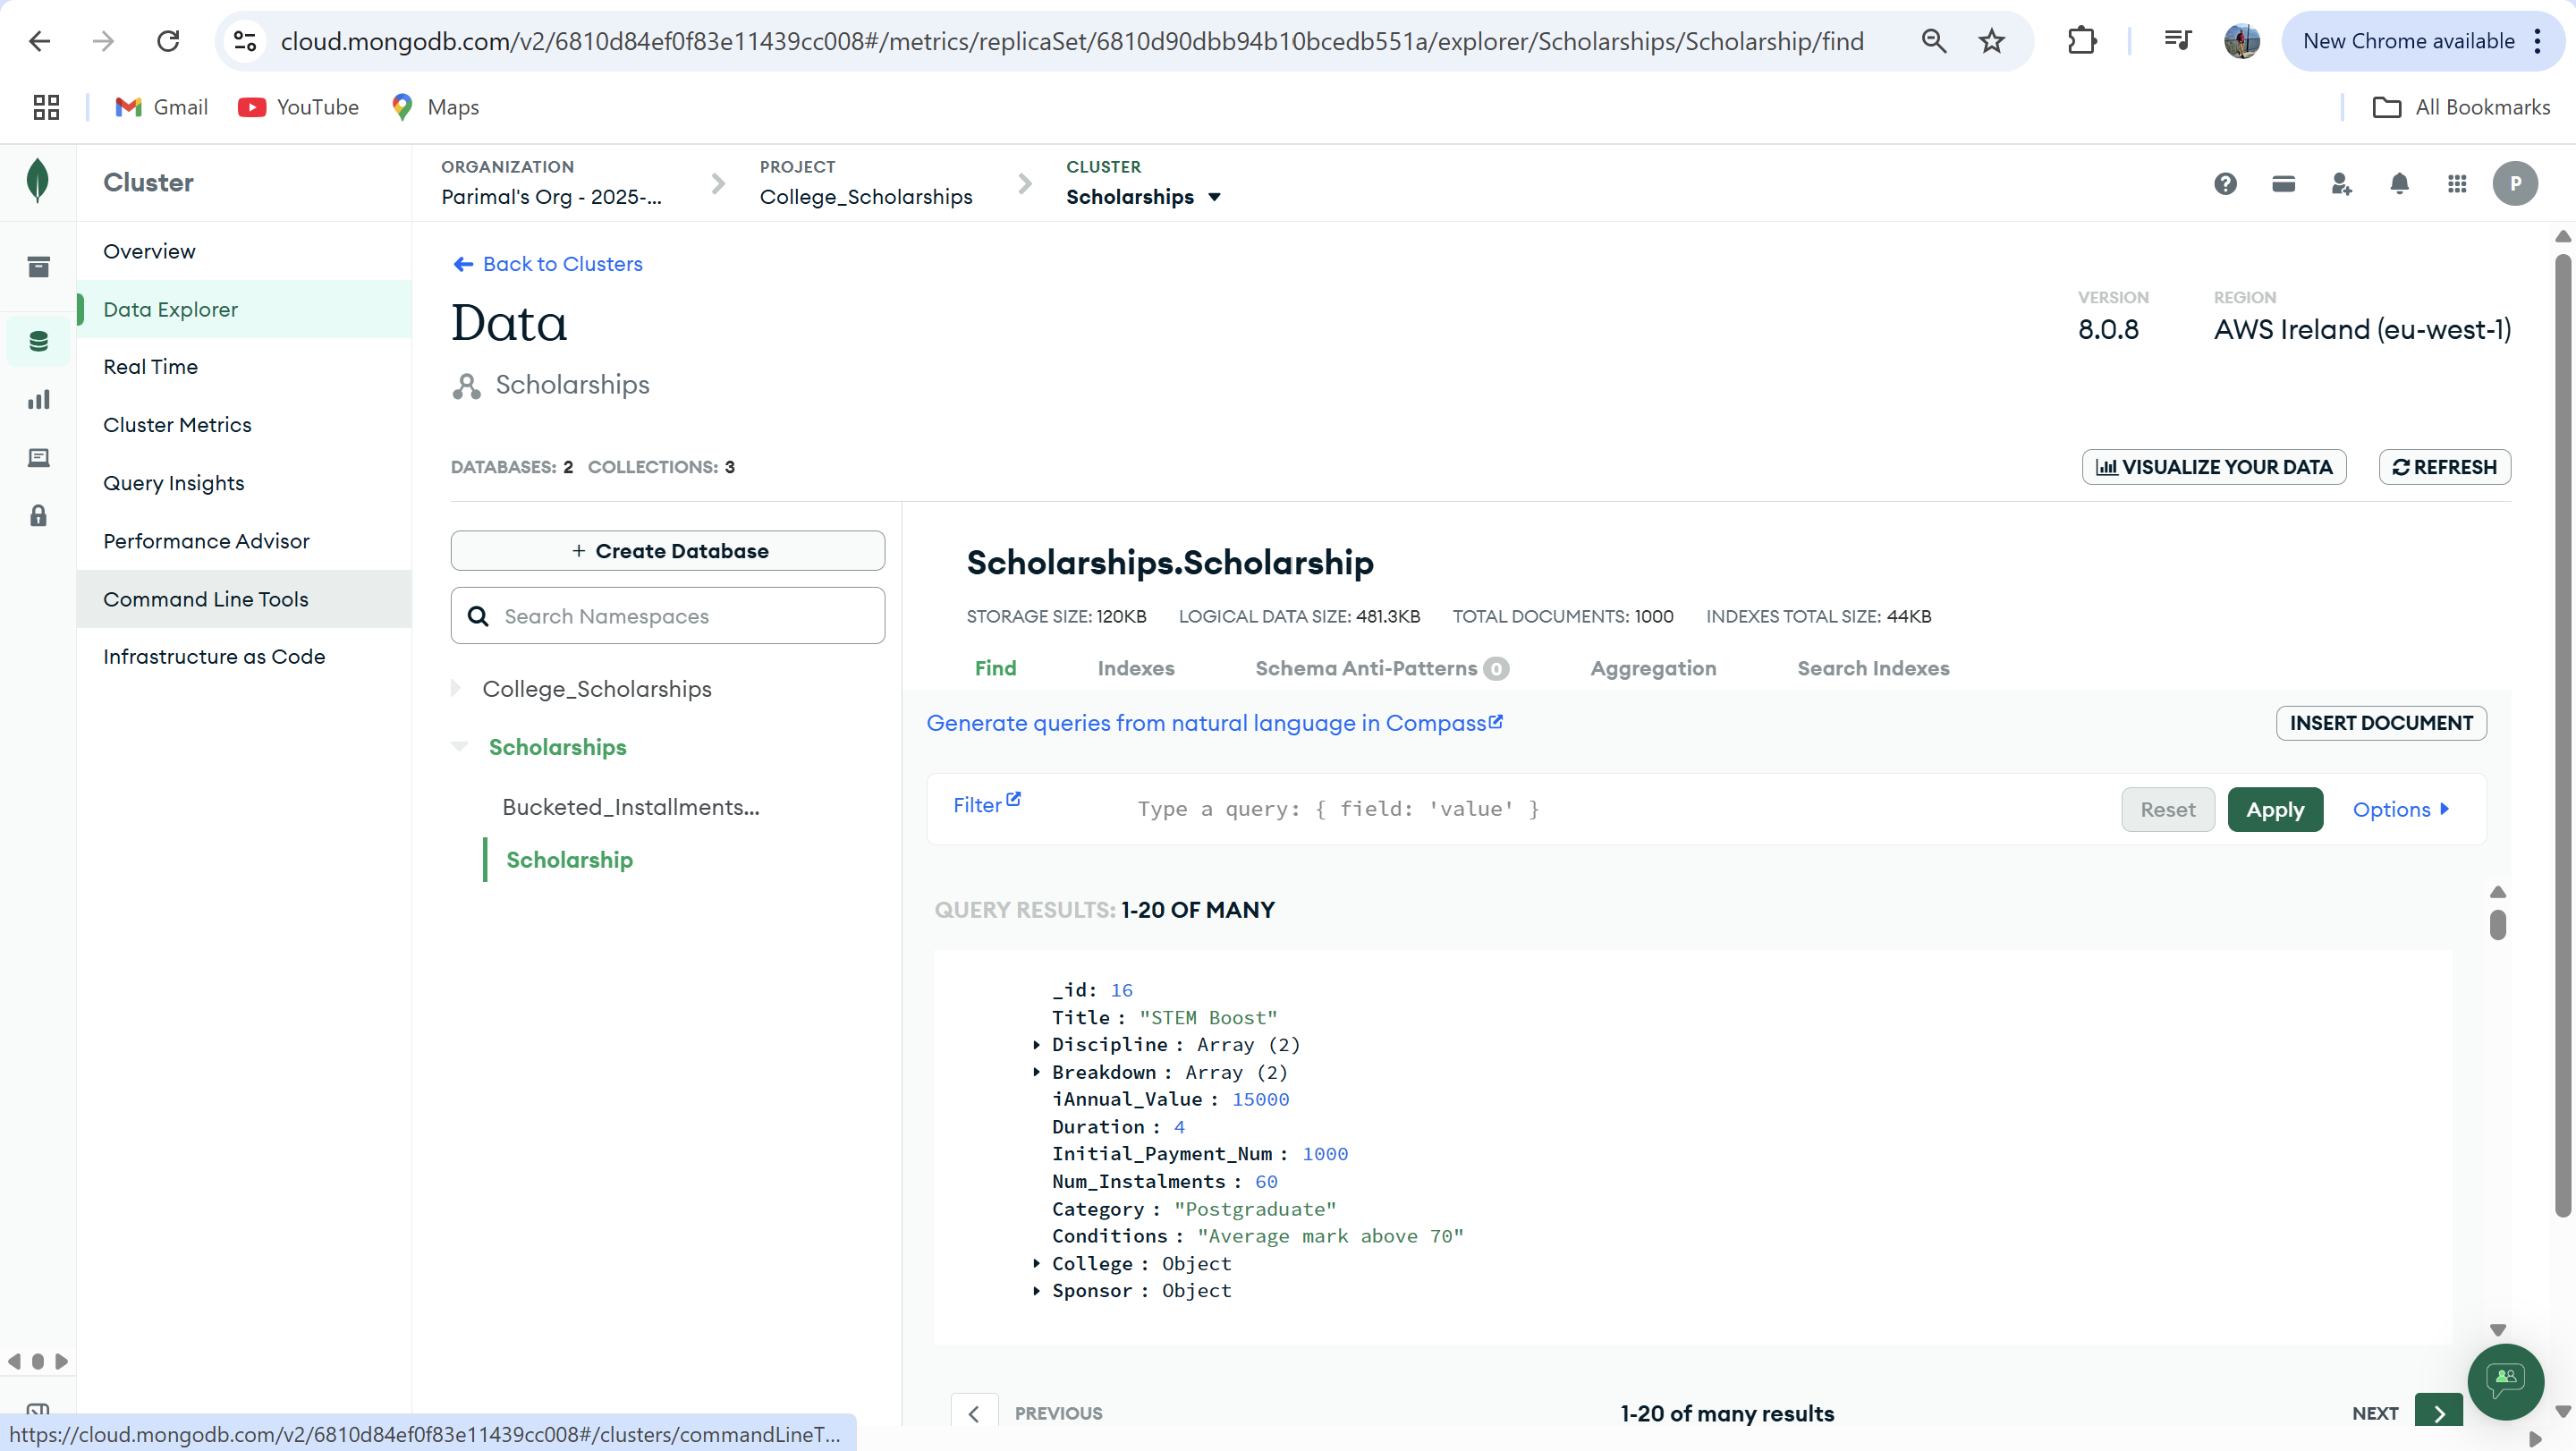 cloud.mongodb.com/v2/6810d84ef0f83e11439cc008#/metrics/replicaSet/6810d90dbb94b10bcedb551a/explorer/Scholarships/Scholarship/find
New Chrome available
Gmail
YouTube
Maps
All Bookmarks
Cluster
ORGANIZATION
Parimal's Org - 2025-...
PROJECT
College_Scholarships
CLUSTER
Scholarships
P
Overview
Data Explorer
Real Time
Cluster Metrics
Query Insights
Performance Advisor
Command Line Tools
Infrastructure as Code
Back to Clusters
Data
Scholarships
VERSION
8.0.8
REGION
AWS Ireland (eu-west-1)
DATABASES: 2 COLLECTIONS: 3
VISUALIZE YOUR DATA
REFRESH
+ Create Database
Search Namespaces
College_Scholarships
Scholarships
Bucketed_Installments...
Scholarship
Scholarships.Scholarship
STORAGE SIZE: 120KB LOGICAL DATA SIZE: 481.3KB TOTAL DOCUMENTS: 1000 INDEXES TOTAL SIZE: 44KB
Find Indexes Schema Anti-Patterns 0 Aggregation Search Indexes
Generate queries from natural language in Compass
INSERT DOCUMENT
Filter
Type a query: { field: 'value' }
Reset
Apply
Options
QUERY RESULTS: 1-20 OF MANY
_id: 16
Title : "STEM Boost"
Discipline : Array (2)
Breakdown : Array (2)
iAnnual_Value : 15000
Duration : 4
Initial_Payment_Num : 1000
Num_Instalments : 60
Category : "Postgraduate"
Conditions : "Average mark above 70"
College : Object
Sponsor : Object
PREVIOUS
1-20 of many results
NEXT
https://cloud.mongodb.com/v2/6810d84ef0f83e11439cc008#/clusters/commandLineT...